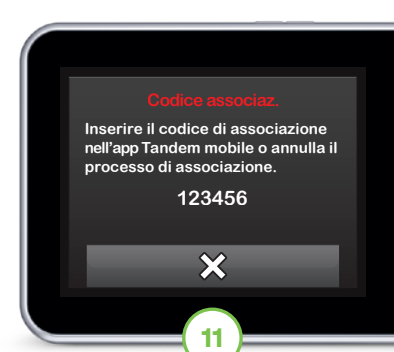 Codice associaz.
Inserire il codice di associazione
nell'app Tandem mobile o annulla il
processo di associazione.
123456
11